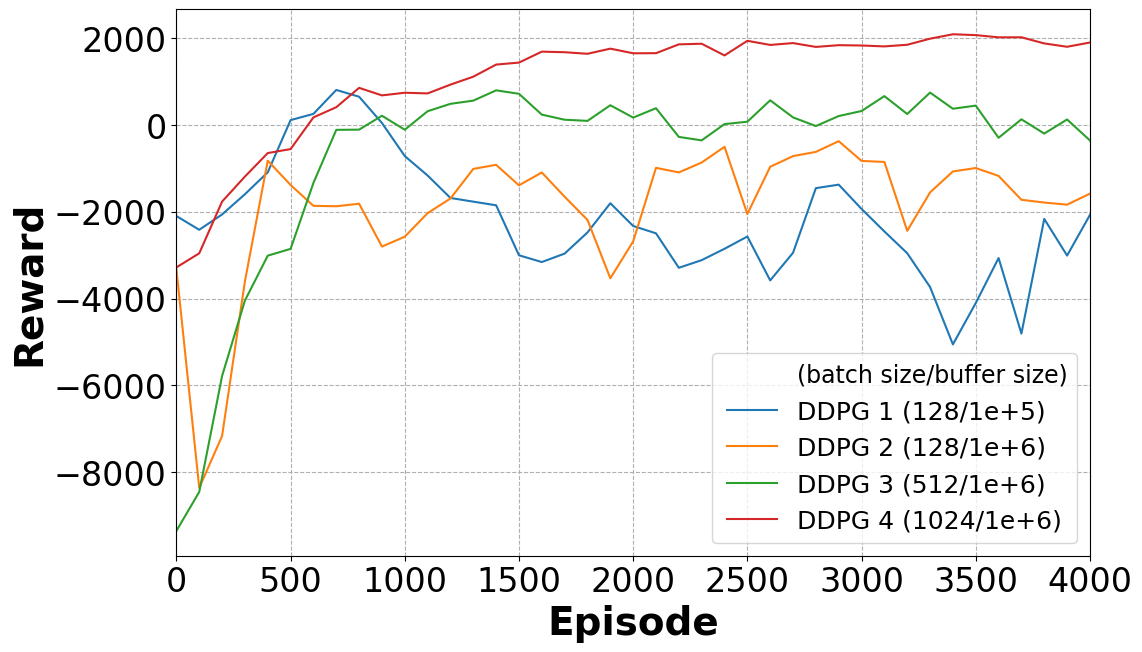 2000
0
−2000
−4000
−6000
−8000
Reward
0 500 1000 1500 2000 2500 3000 3500 4000
Episode
(batch size/buffer size)
DDPG 1 (128/1e+5)
DDPG 2 (128/1e+6)
DDPG 3 (512/1e+6)
DDPG 4 (1024/1e+6)